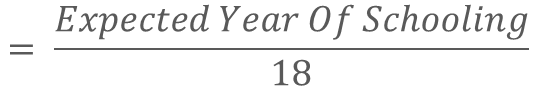 = Expected Year Of Schooling
18